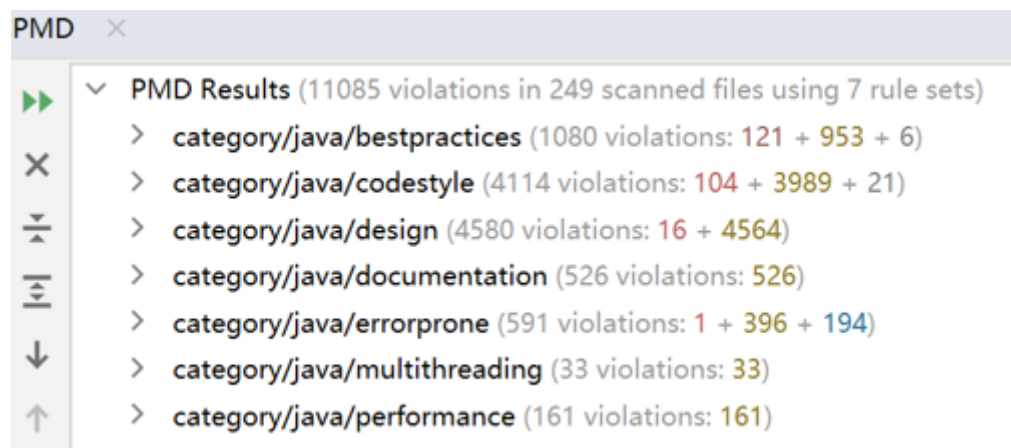 PMD
PMD Results (11085 violations in 249 scanned files using 7 rule sets)
category/java/bestpractices (1080 violations: 121 + 953 + 6)
category/java/codestyle (4114 violations: 104 + 3989 + 21)
category/java/design (4580 violations: 16 + 4564)
category/java/documentation (526 violations: 526)
category/java/errorprone (591 violations: 1 + 396 + 194)
category/java/multithreading (33 violations: 33)
category/java/performance (161 violations: 161)